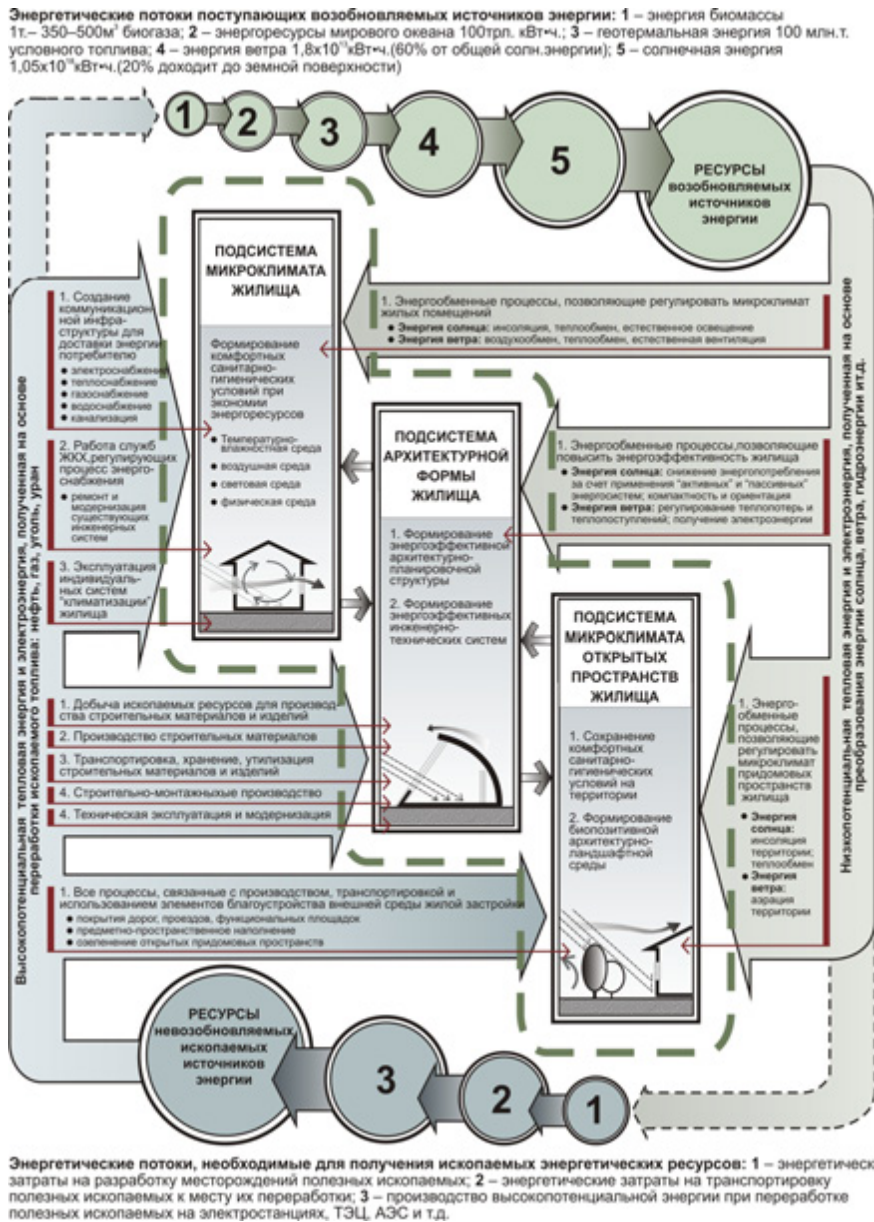 Энергетические потоки поступающих возобновляемых источников энергии: 1 – энергия биомассы
1т.– 350–500м³ биогаза; 2 – энергоресурсы мирового океана 100трл. кВт•ч.; 3 – геотермальная энергия 100 млн.т.
условного топлива; 4 – энергия ветра 1,8х10¹⁵кВт•ч.(60% от общей солн.энергии); 5 – солнечная энергия
1,05х10¹⁸кВт•ч.(20% доходит до земной поверхности)
1
2
3
4
5
РЕСУРСЫ
возобновляемых
источников
энергии
ПОДСИСТЕМА
МИКРОКЛИМАТА
ЖИЛИЩА
Формирование
комфортных
санитарно-
гигиенических
условий при
экономии
энергоресурсов
• Температурно-
влажностная среда
• воздушная среда
• световая среда
• физическая среда
1. Создание
коммуникацион-
ной инфра-
структуры для
доставки энергии
потребителю
• электроснабжение
• теплоснабжение
• газоснабжение
• водоснабжение
• канализация
2. Работа служб
ЖКХ,регулирующих
процесс энерго-
снабжения
• ремонт и
модернизация
существующих
инженерных
систем
3. Эксплуатация
индивидуаль-
ных систем
"климатизации"
жилища
1. Энергообменные процессы, позволяющие регулировать микроклимат
жилых помещений
• Энергия солнца: инсоляция, теплообмен, естественное освещение
• Энергия ветра: воздухообмен, теплообмен, естественная вентиляция
ПОДСИСТЕМА
АРХИТЕКТУРНОЙ
ФОРМЫ
ЖИЛИЩА
1. Формирование
энергоэффективной
архитектурно-
планировочной
структуры
2. Формирование
энергоэффективных
инженерно-
технических систем
1. Энергообменные процессы,позволяющие
повысить энергоэффективность жилища
• Энергия солнца: снижение энергопотребления
за счет применения "активных" и "пассивных"
энергосистем; компактность и ориентация
• Энергия ветра: регулирование теплопотерь и
теплопоступлений; получение электроэнергии
ПОДСИСТЕМА
МИКРОКЛИМАТА
ОТКРЫТЫХ
ПРОСТРАНСТВ
ЖИЛИЩА
1. Сохранение
комфортных
санитарно-
гигиенических
условий на
территории
2. Формирование
биопозитивной
архитектурно-
ландшафтной
среды
1. Энерго-
обменные
процессы,
позволяющие
регулировать
микроклимат
придомовых
пространств
жилища
• Энергия
солнца:
инсоляция
территории;
теплообмен
• Энергия
ветра:
аэрация
территории
1. Добыча ископаемых ресурсов для производ-
ства строительных материалов и изделий
2. Производство строительных материалов
3. Транспортировка, хранение, утилизация
строительных материалов и изделий
4. Строительно-монтажныхые производство
4. Техническая эксплуатация и модернизация
1. Все процессы, связанные с производством, транспортировкой и
использованием элементов благоустройства внешней среды жилой застройки
• покрытия дорог, проездов, функциональных площадок
• предметно-пространственное наполнение
• озеленение открытых придомовых пространств
Высокопотенциальная тепловая энергия и электроэнергия, полученная на основе
переработки ископаемого топлива: нефть, газ, уголь, уран
Низкопотенциальная тепловая энергия и электроэнергия, полученная на основе
преобразования энергии солнца, ветра, гидроэнергии ит.д.
РЕСУРСЫ
невозобновляемых
ископаемых
источников
энергии
3
2
1
Энергетические потоки, необходимые для получения ископаемых энергетических ресурсов: 1 – энергетическ
затраты на разработку месторождений полезных ископаемых; 2 – энергетические затраты на транспортировку
полезных ископаемых к месту их переработки; 3 – производство высокопотенциальной энергии при переработке
полезных ископаемых на электростанциях, ТЭЦ, АЭС и т.д.